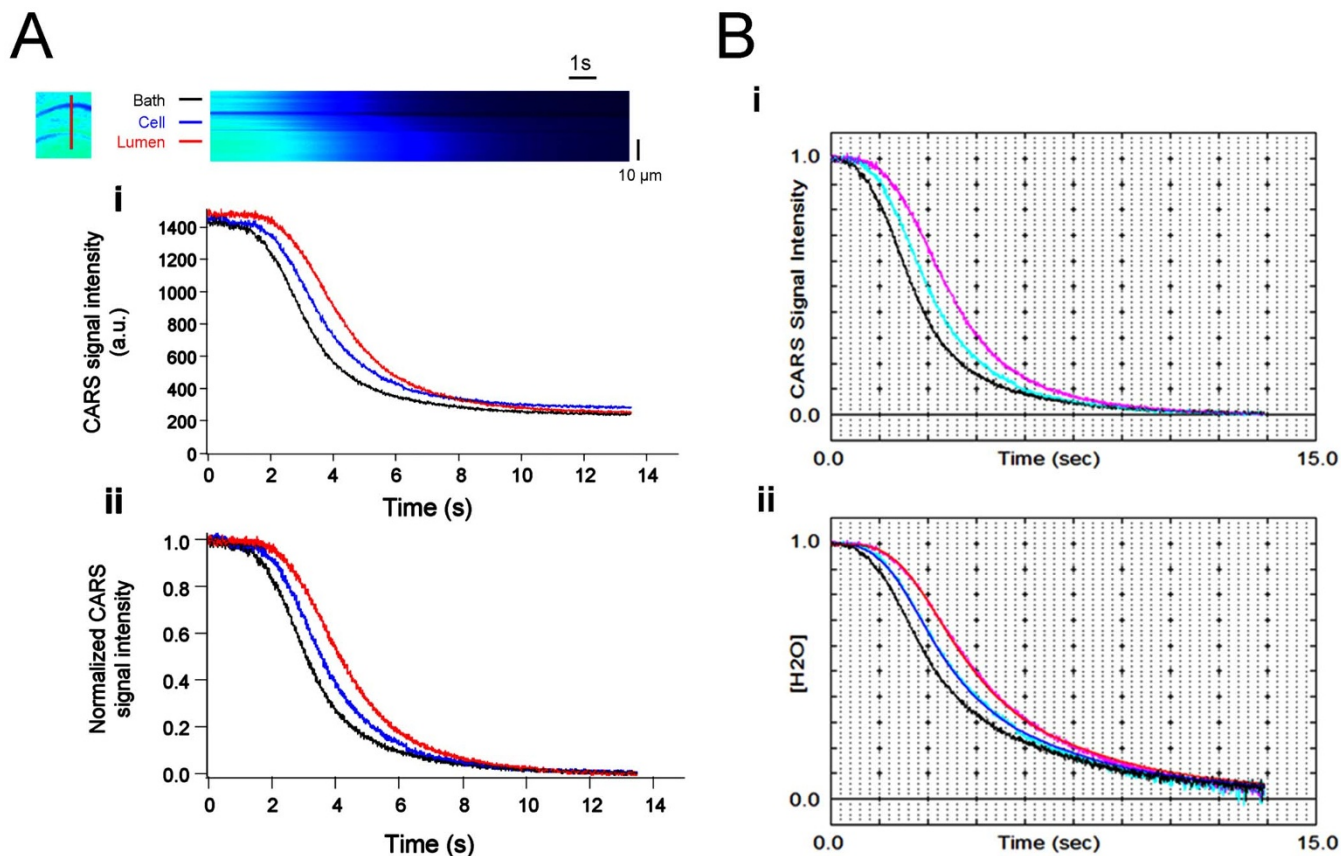 A
1s
Bath
Cell
Lumen
10 µm
i
CARS signal intensity
(a.u.)
1400
1200
1000
800
600
400
200
0
0 2 4 6 8 10 12 14
Time (s)
ii
Normalized CARS
signal intensity
1.0
0.8
0.6
0.4
0.2
0.0
0 2 4 6 8 10 12 14
Time (s)
B
i
CARS Signal Intensity
1.0
0.0
0.0 Time (sec) 15.0
ii
[H2O]
1.0
0.0
0.0 Time (sec) 15.0